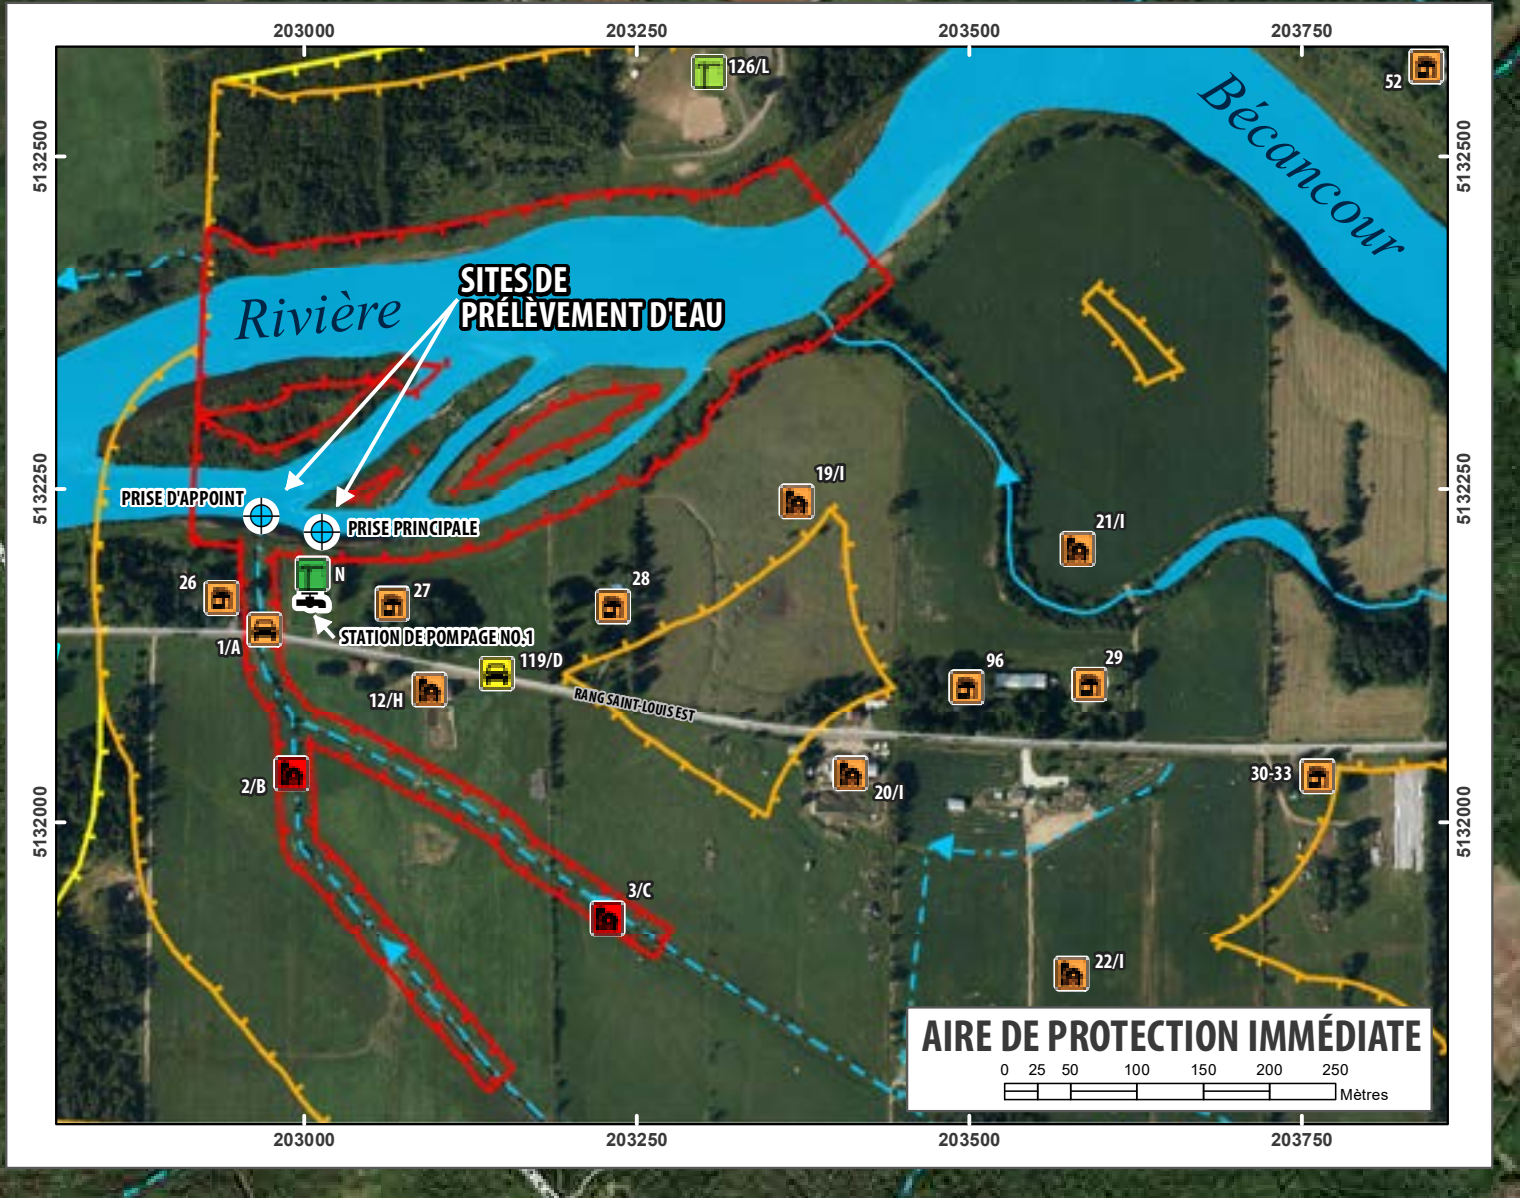 203000
203250
203500
203750
126/L
52
Bécancour
5132500
5132500
SITES DE
PRÉLÈVEMENT D'EAU
Rivière
19/I
5132250
5132250
PRISE D'APPOINT
PRISE PRINCIPALE
21/I
26
N
27
28
STATION DE POMPAGE NO.1
1/A
119/D
96
29
12/H
RANG SAINT-LOUIS EST
2/B
20/I
30-33
5132000
5132000
3/C
22/I
AIRE DE PROTECTION IMMÉDIATE
0 25 50 100 150 200 250
Mètres
203000
203250
203500
203750